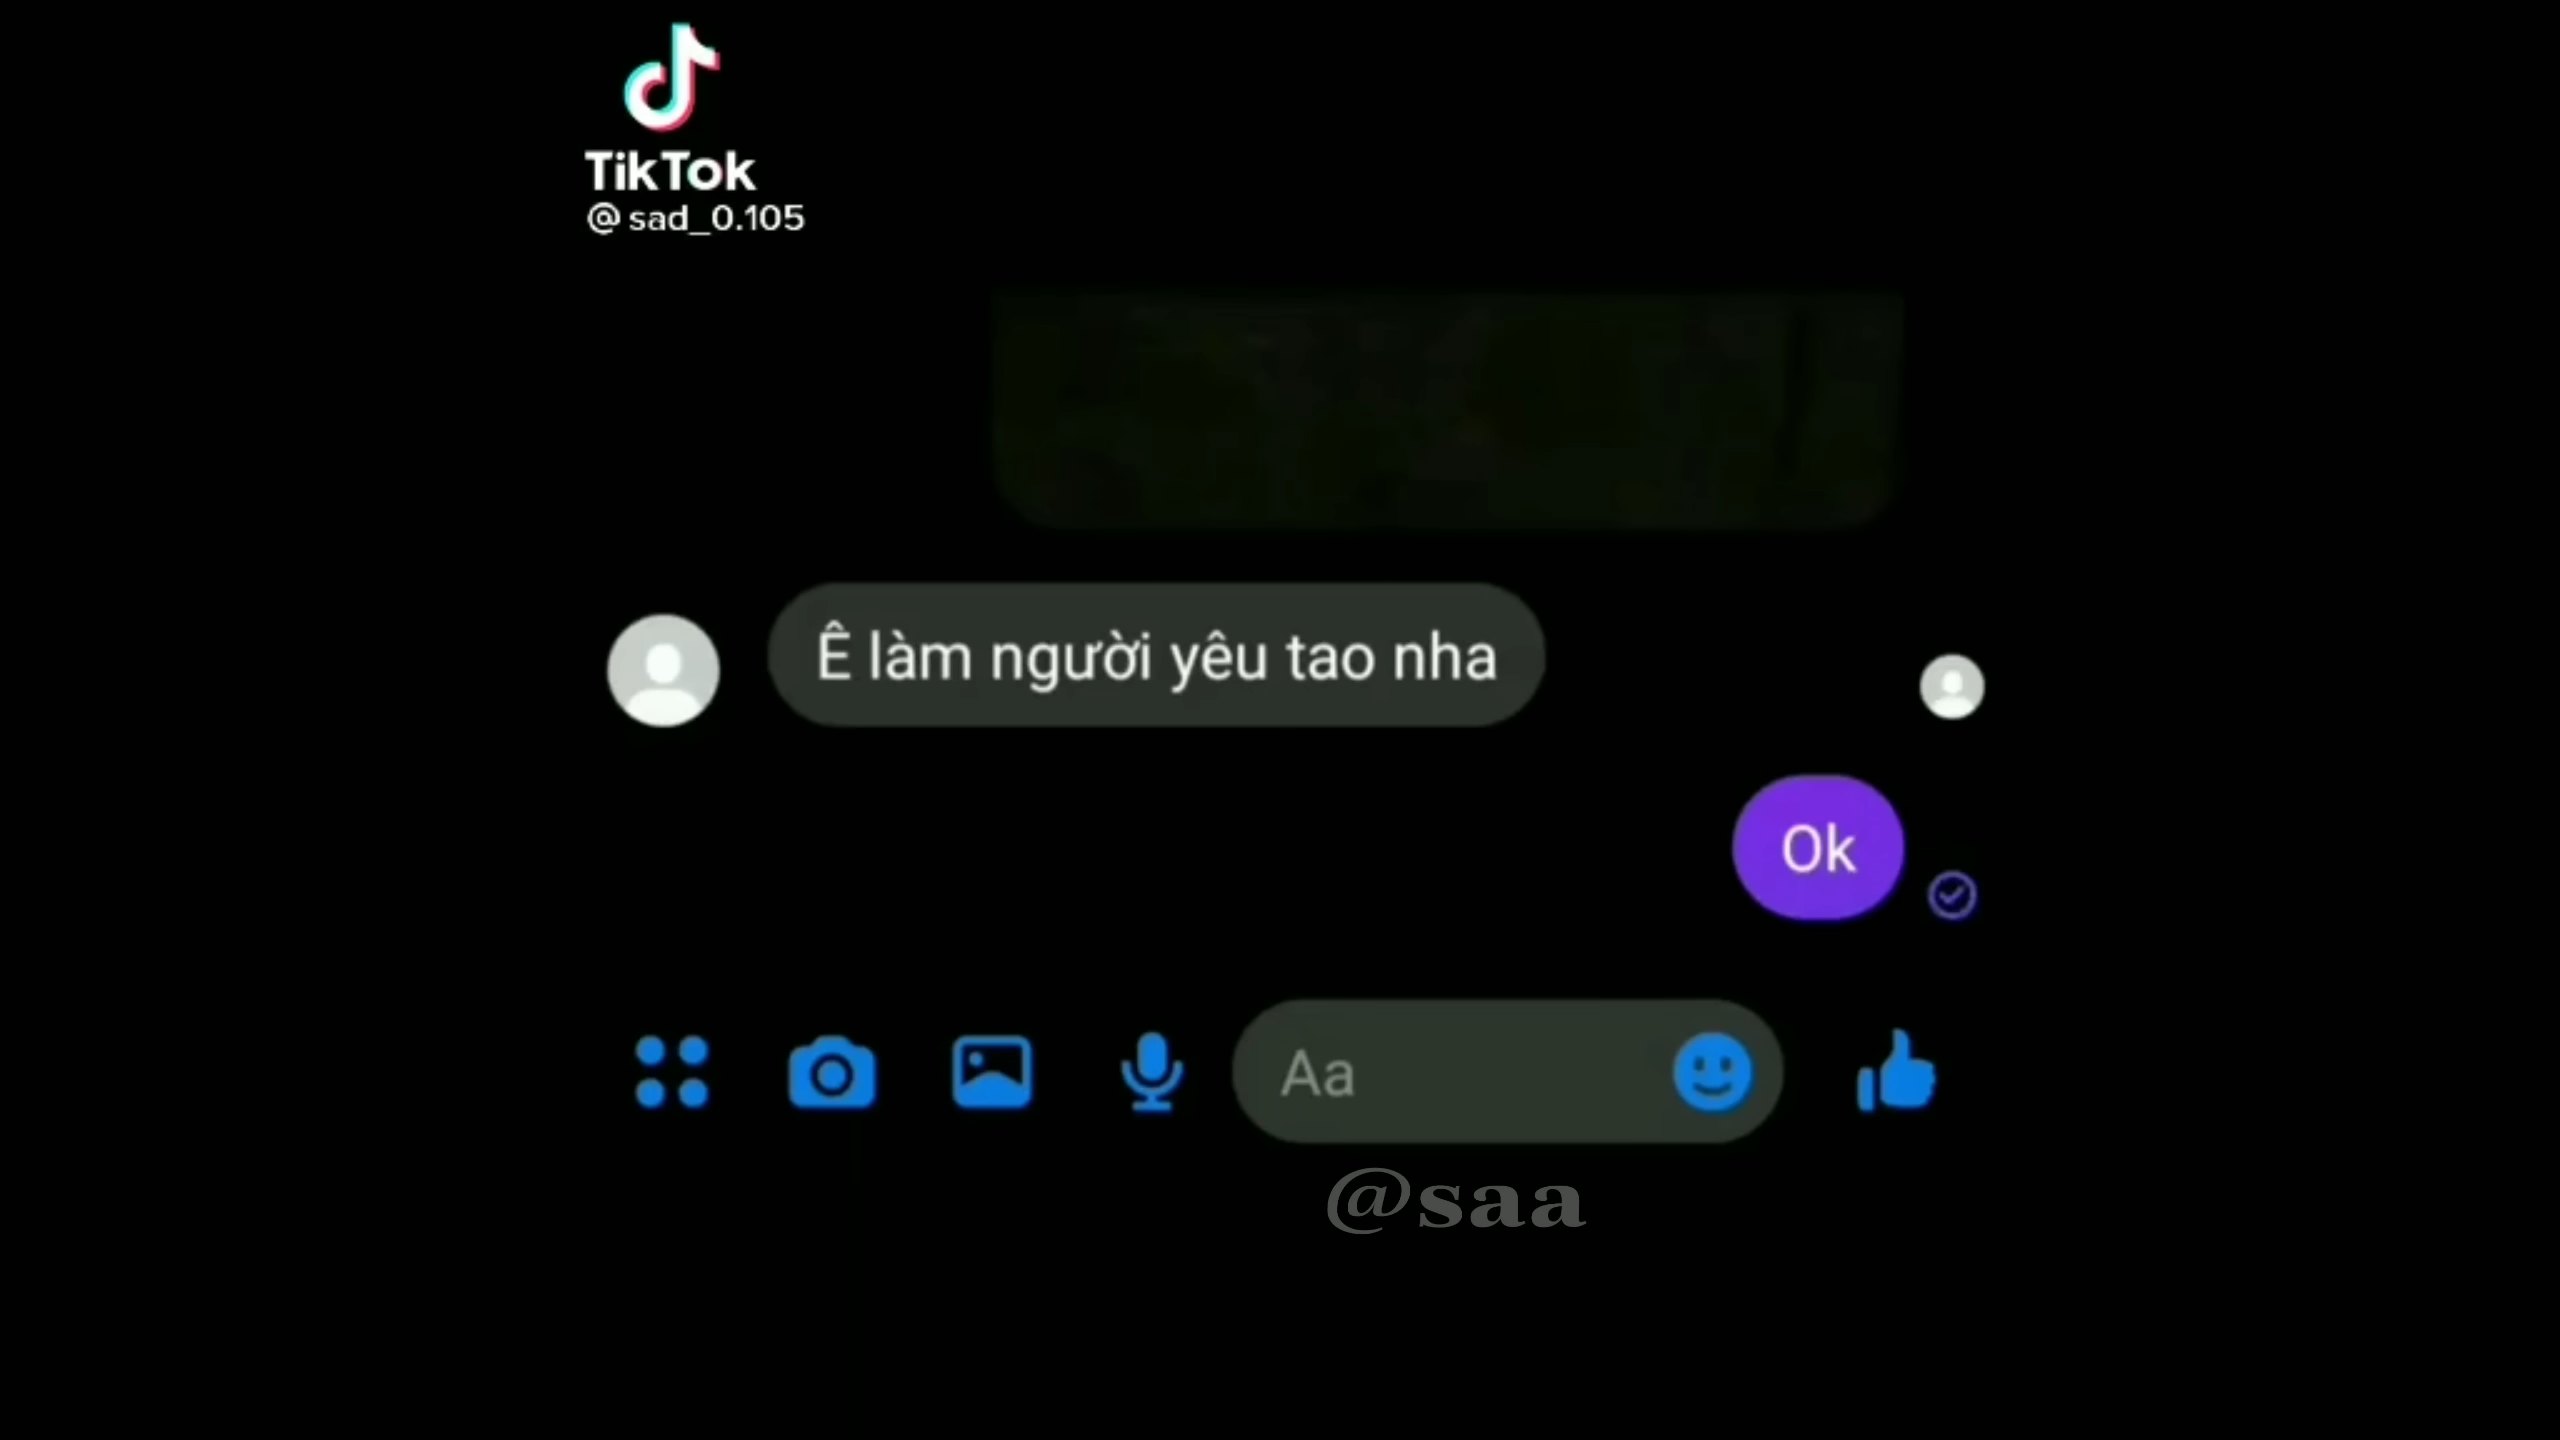 TikTok
@sad_0.105
Ê làm người yêu tao nha
Ok
Aa
@saa